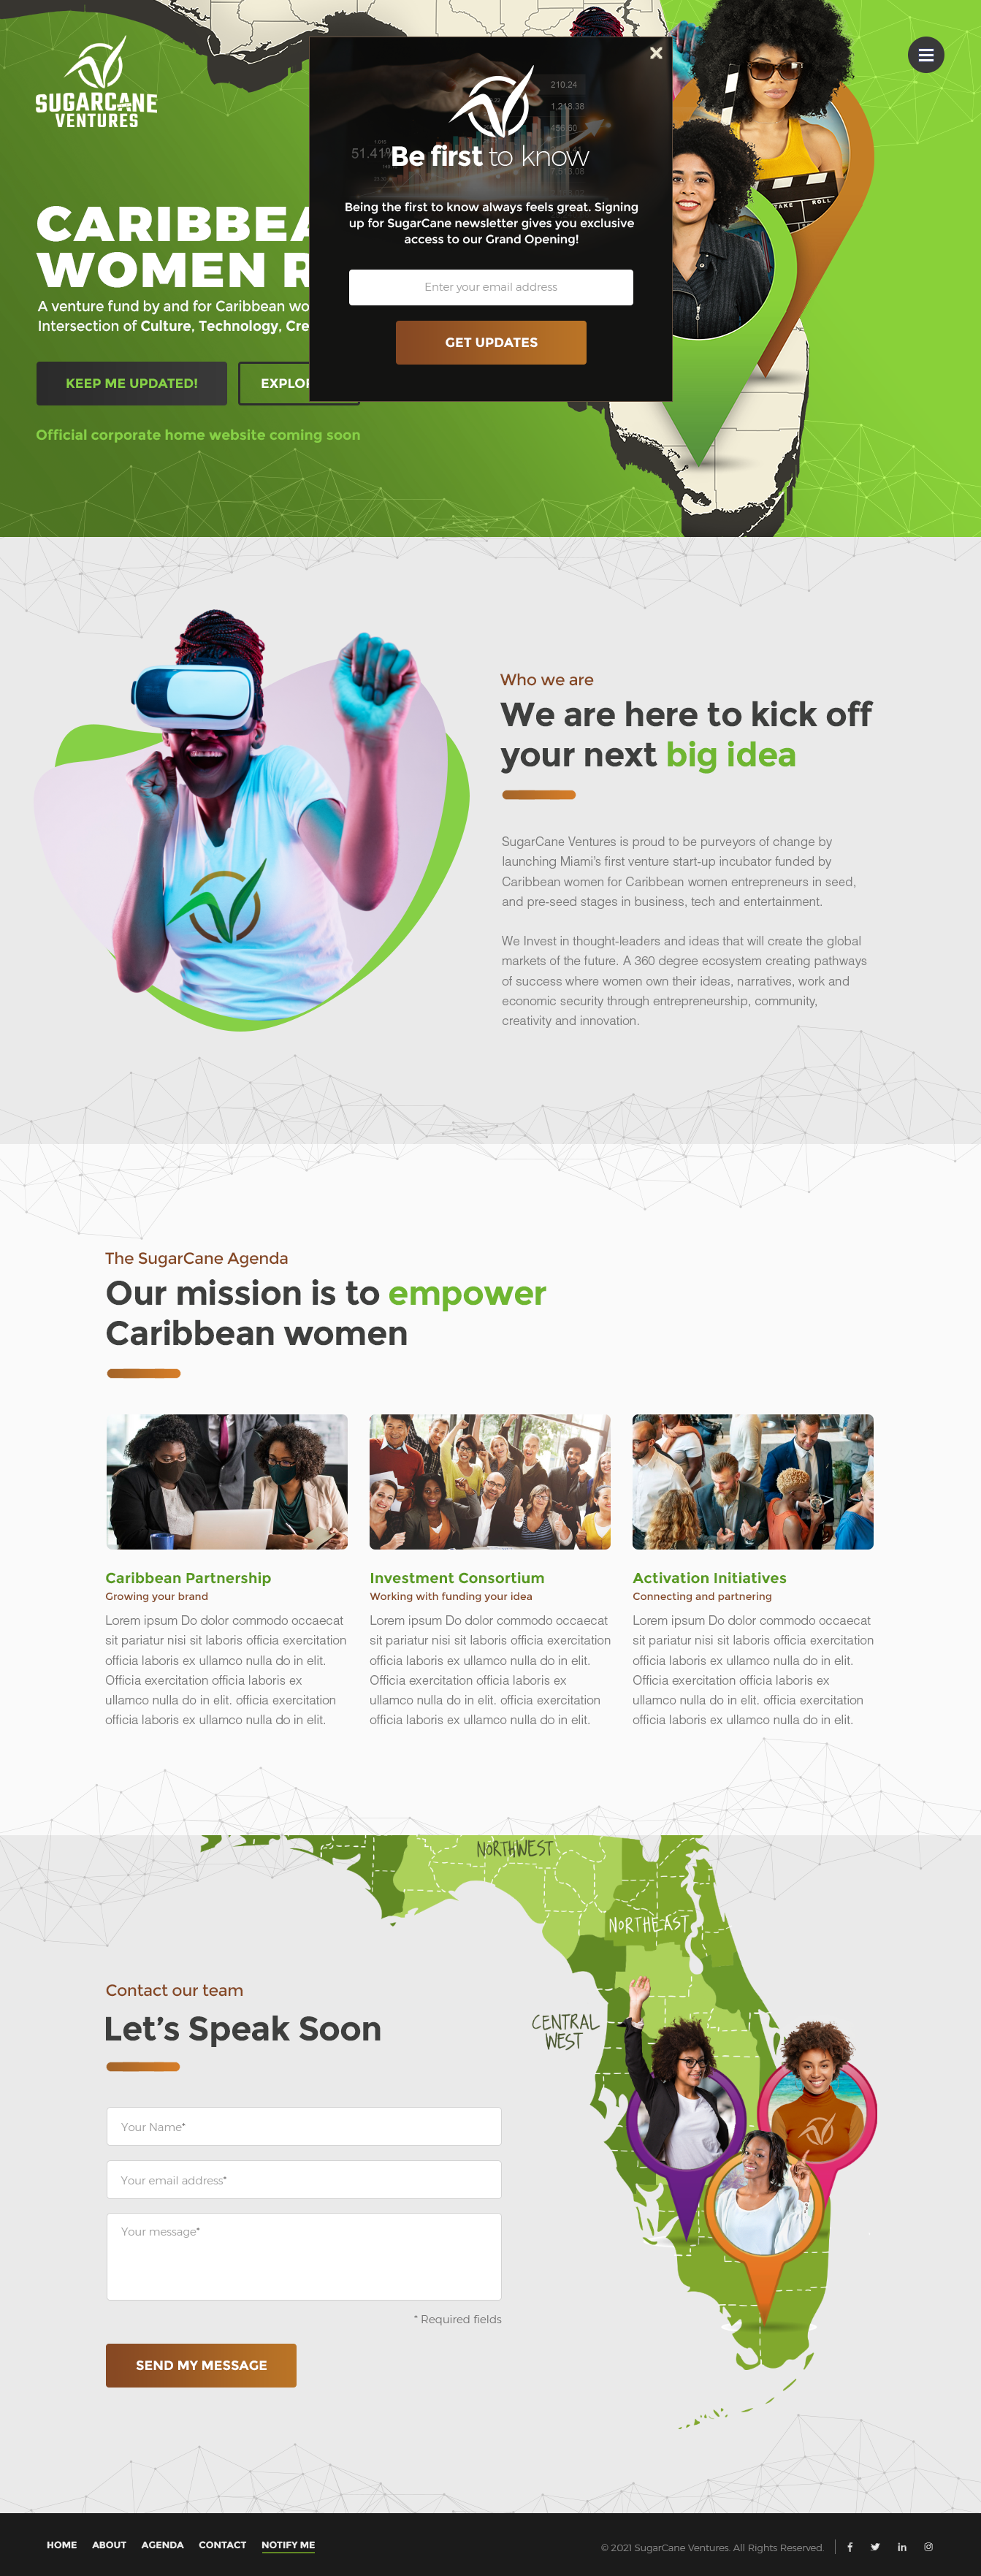 SUGARCANE
VENTURES
CARIBBEA
WOMEN R
A venture fund by and for Caribbean wo
Intersection of Culture, Technology, Cre
KEEP ME UPDATED!
EXPLO
Official corporate home website coming soon
210.24
1,218.38
456.80
51.41%
Be first to know
Being the first to know always feels great. Signing
up for SugarCane newsletter gives you exclusive
access to our Grand Opening!
Enter your email address
GET UPDATES
TAKE ROLL
Who we are
We are here to kick off
your next big idea
SugarCane Ventures is proud to be purveyors of change by
launching Miami's first venture start-up incubator funded by
Caribbean women for Caribbean women entrepreneurs in seed,
and pre-seed stages in business, tech and entertainment.
We Invest in thought-leaders and ideas that will create the global
markets of the future. A 360 degree ecosystem creating pathways
of success where women own their ideas, narratives, work and
economic security through entrepreneurship, community,
creativity and innovation.
The SugarCane Agenda
Our mission is to empower
Caribbean women
Caribbean Partnership
Growing your brand
Lorem ipsum Do dolor commodo occaecat
sit pariatur nisi sit laboris officia exercitation
officia laboris ex ullamco nulla do in elit.
Officia exercitation officia laboris ex
ullamco nulla do in elit. officia exercitation
officia laboris ex ullamco nulla do in elit.
Investment Consortium
Working with funding your idea
Lorem ipsum Do dolor commodo occaecat
sit pariatur nisi sit laboris officia exercitation
officia laboris ex ullamco nulla do in elit.
Officia exercitation officia laboris ex
ullamco nulla do in elit. officia exercitation
officia laboris ex ullamco nulla do in elit.
Activation Initiatives
Connecting and partnering
Lorem ipsum Do dolor commodo occaecat
sit pariatur nisi sit laboris officia exercitation
officia laboris ex ullamco nulla do in elit.
Officia exercitation officia laboris ex
ullamco nulla do in elit. officia exercitation
officia laboris ex ullamco nulla do in elit.
NORTHWEST
NORTHEAST
CENTRAL
WEST
Contact our team
Let's Speak Soon
Your Name*
Your email address*
Your message*
* Required fields
SEND MY MESSAGE
HOME ABOUT AGENDA CONTACT NOTIFY ME
© 2021 SugarCane Ventures. All Rights Reserved.